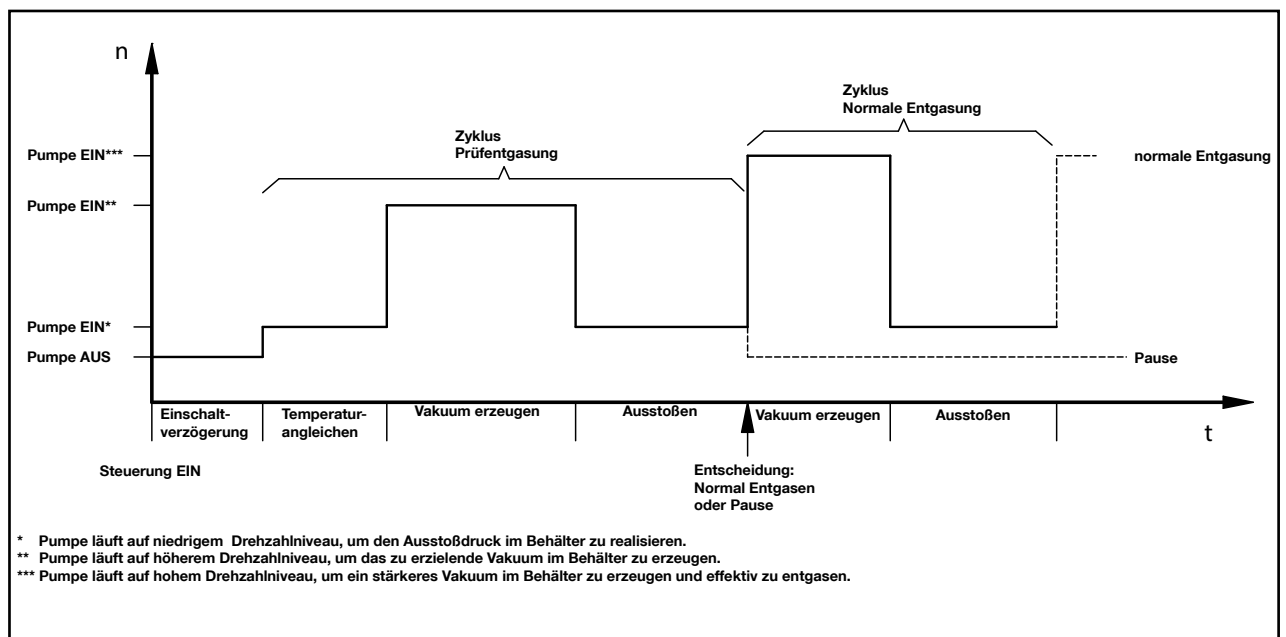 n
Zyklus
Normale Entgasung
Zyklus
Prüfentgasung
Pumpe EIN***
normale Entgasung
Pumpe EIN**
Pumpe EIN*
Pumpe AUS
Pause
Einschalt-
verzögerung
Temperatur-
angleichen
Vakuum erzeugen
Ausstoßen
Vakuum erzeugen
Ausstoßen
t
Steuerung EIN
Entscheidung:
Normal Entgasen
oder Pause
* Pumpe läuft auf niedrigem Drehzahlniveau, um den Ausstoßdruck im Behälter zu realisieren.
** Pumpe läuft auf höherem Drehzahlniveau, um das zu erzielende Vakuum im Behälter zu erzeugen.
*** Pumpe läuft auf hohem Drehzahlniveau, um ein stärkeres Vakuum im Behälter zu erzeugen und effektiv zu entgasen.